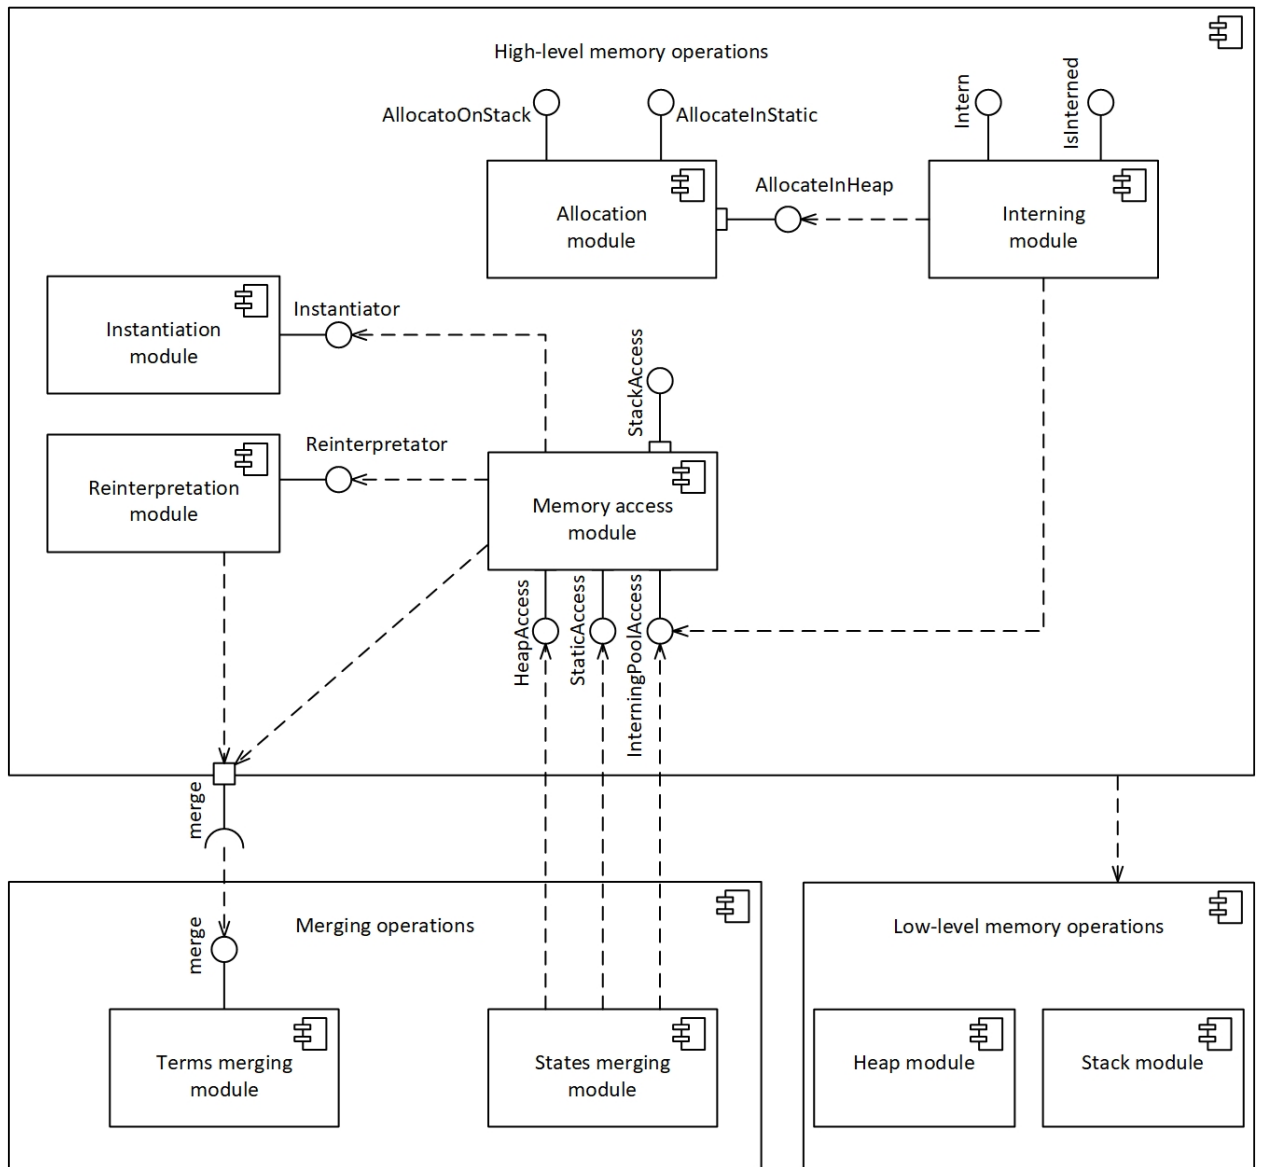 High-level memory operations
AllocatoOnStack
AllocateInStatic
Intern
IsInterned
Allocation
module
AllocateInHeap
Interning
module
Instantiation
module
Instantiator
StackAccess
Reinterpretation
module
Reinterpretator
Memory access
module
HeapAccess
StaticAccess
InterningPoolAccess
merge
Merging operations
merge
Low-level memory operations
Terms merging
module
States merging
module
Heap module
Stack module